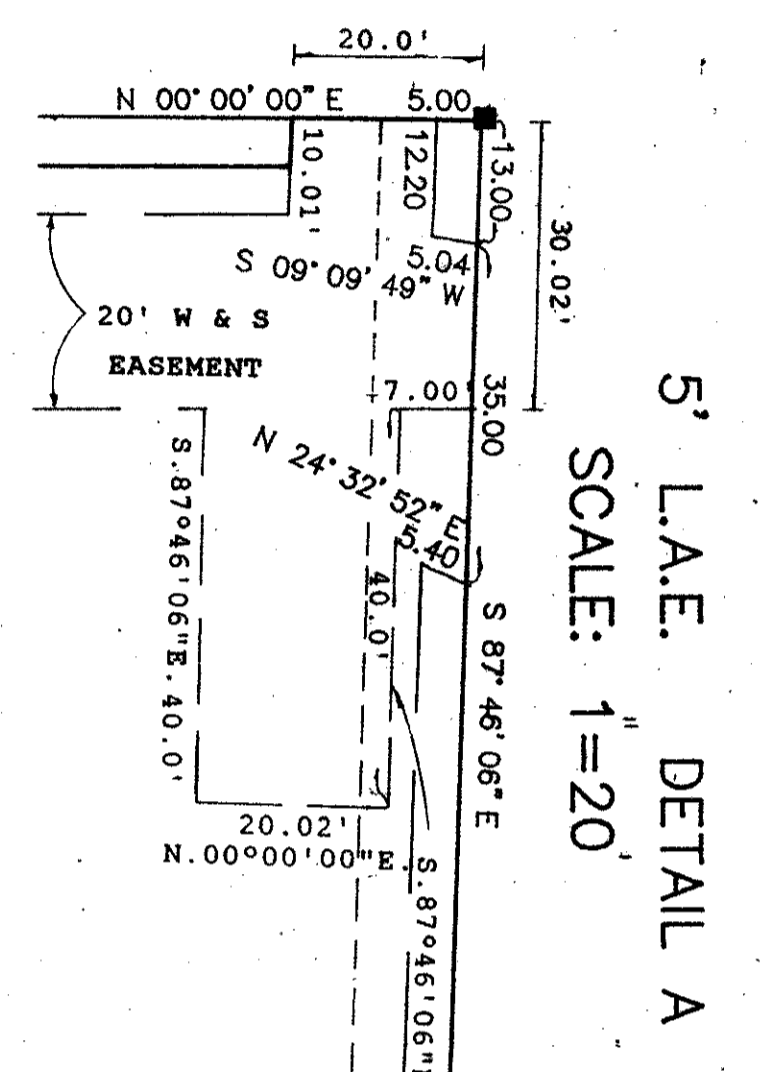 20.0'
N 00° 00' 00" E
5.00
10.01'
12.20
13.00
30.02'
S 09° 09' 49" W
5.04
20' W & S
EASEMENT
7.00'
35.00
N 24° 32' 52" E
5.40
S.87°46'06"E. 40.0'
40.0'
S 87° 46' 06" E
20.02'
N.00°00'00"E.
S.87°46'06"
5' L.A.E. DETAIL A
SCALE: 1"=20'